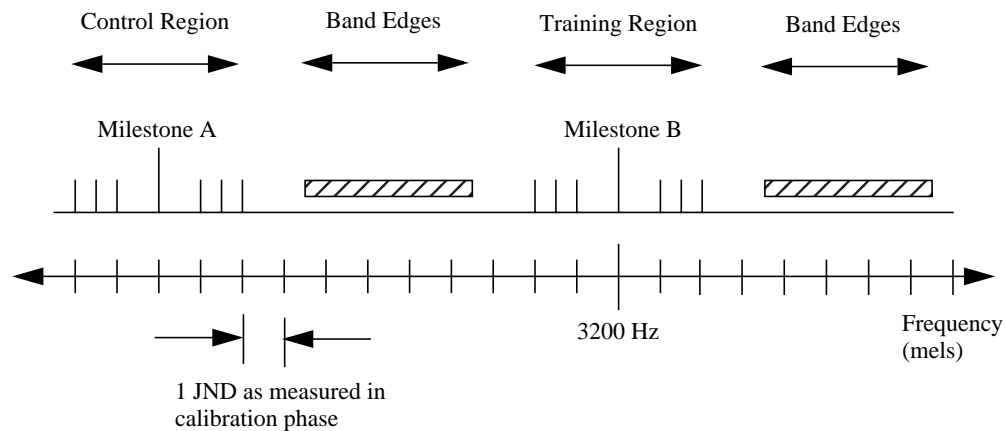 Control Region
Band Edges
Training Region
Band Edges
Milestone A
Milestone B
3200 Hz
Frequency
(mels)
1 JND as measured in
calibration phase